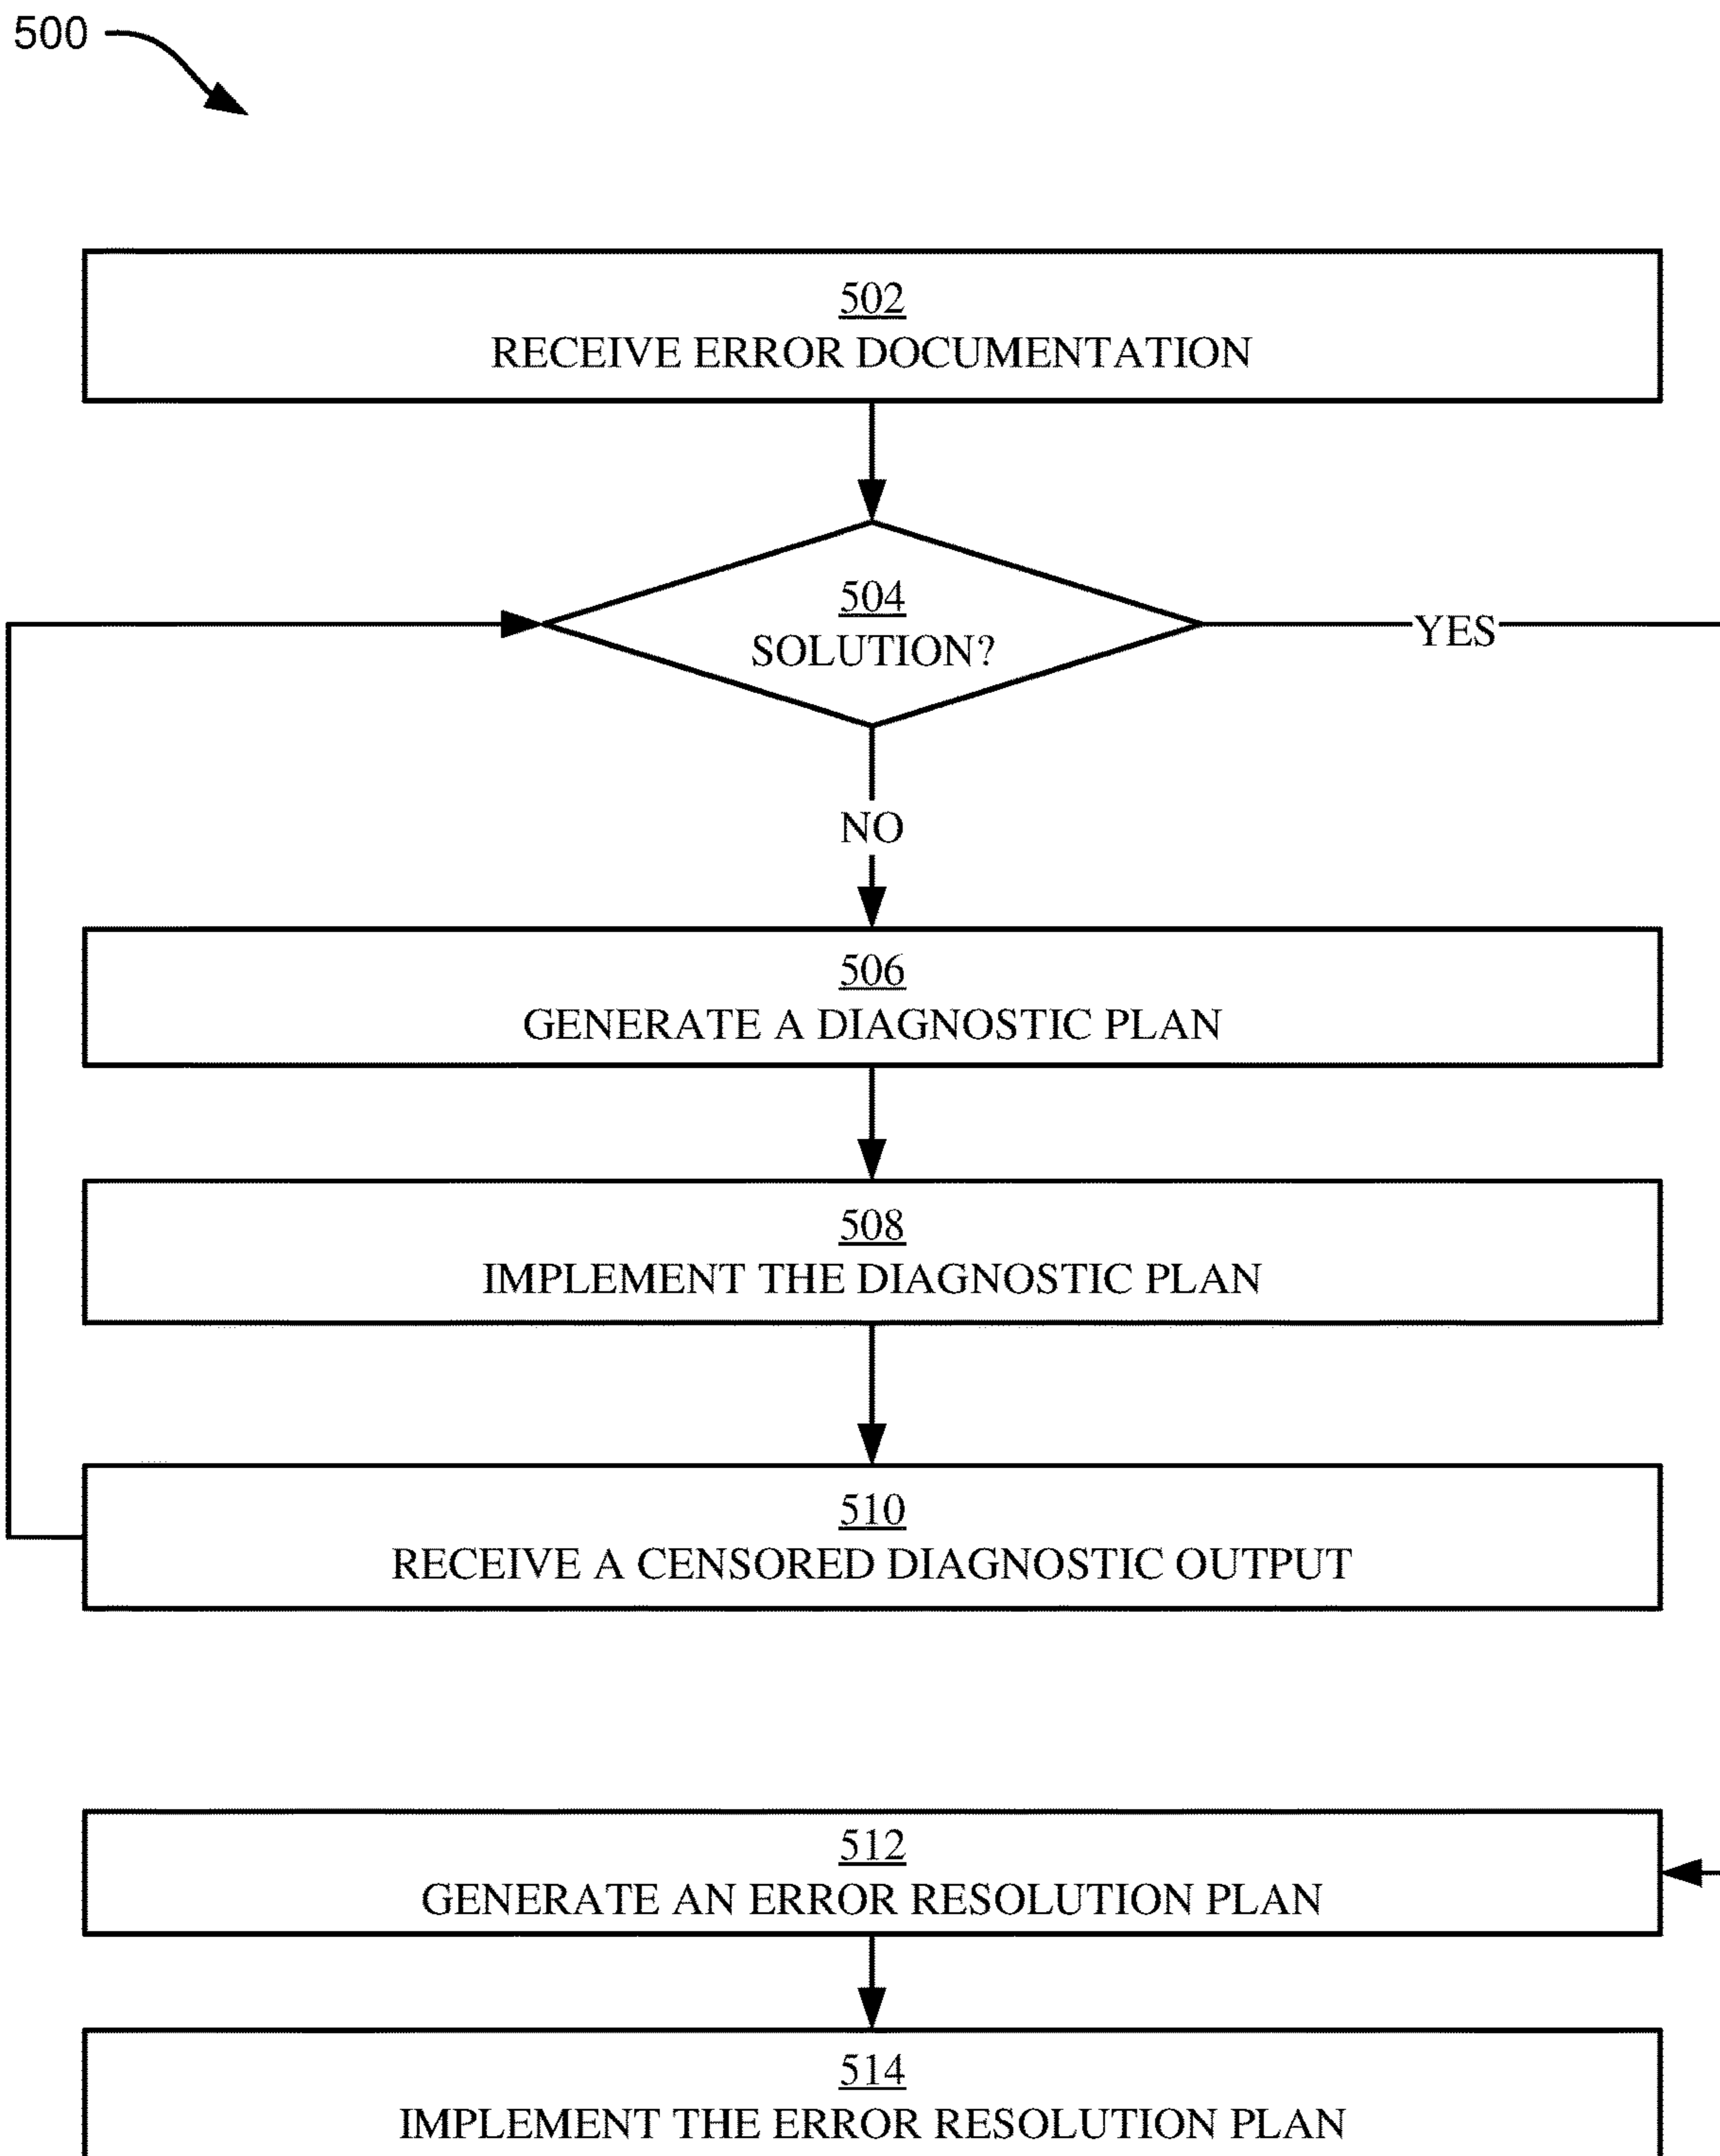 500
502
RECEIVE ERROR DOCUMENTATION
504
SOLUTION?
YES
NO
506
GENERATE A DIAGNOSTIC PLAN
508
IMPLEMENT THE DIAGNOSTIC PLAN
510
RECEIVE A CENSORED DIAGNOSTIC OUTPUT
512
GENERATE AN ERROR RESOLUTION PLAN
514
IMPLEMENT THE ERROR RESOLUTION PLAN